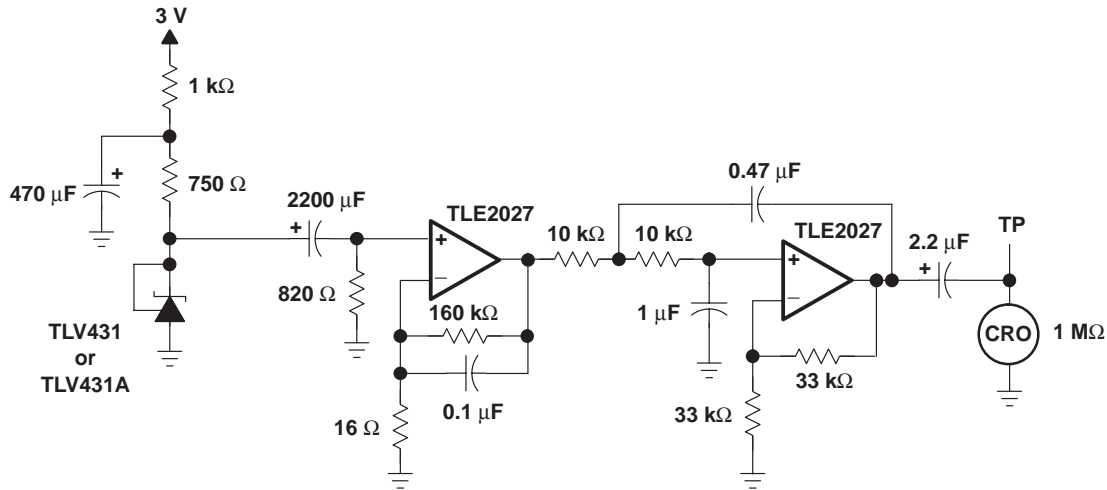 3 V
1 kΩ
470 μF
+
750 Ω
2200 μF
+
820 Ω
TLV431
or
TLV431A
TLE2027
+
−
160 kΩ
0.1 μF
16 Ω
10 kΩ
10 kΩ
0.47 μF
1 μF
TLE2027
+
−
33 kΩ
33 kΩ
2.2 μF
+
TP
CRO
1 MΩ